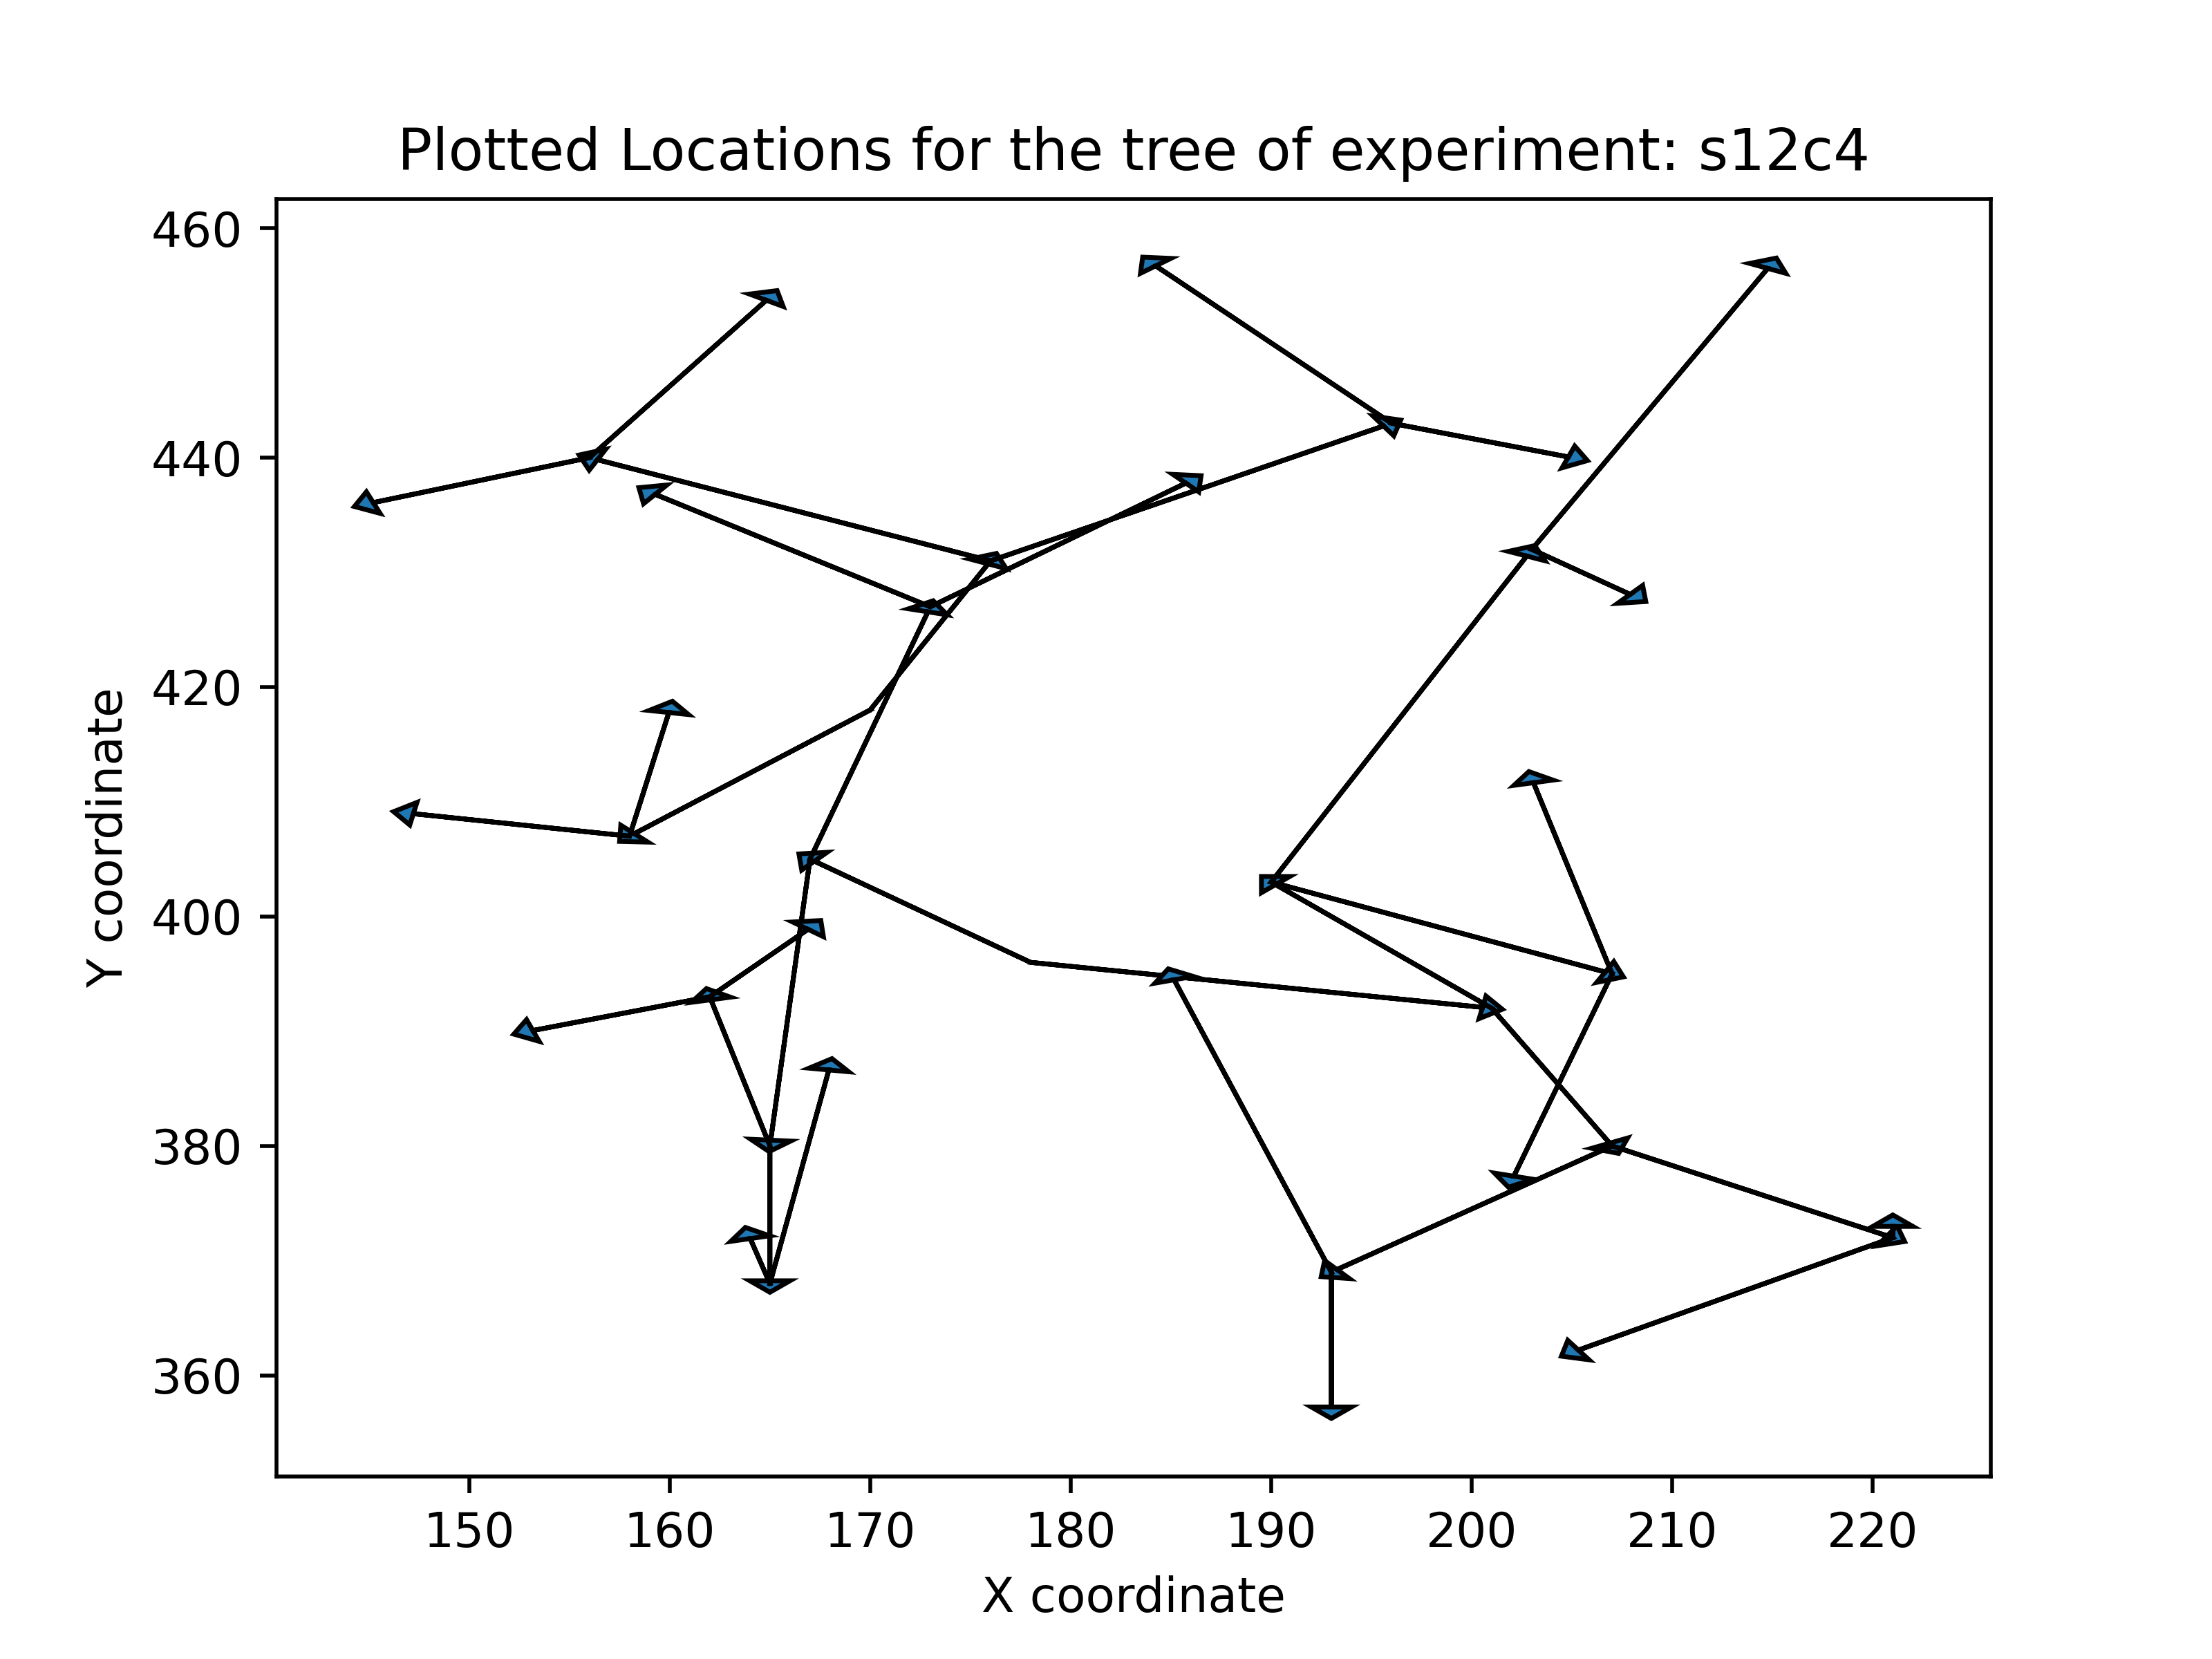 Plotted Locations for the tree of experiment: s12c4
460
440
420
400
380
360
Y coordinate
150 160 170 180 190 200 210 220
X coordinate